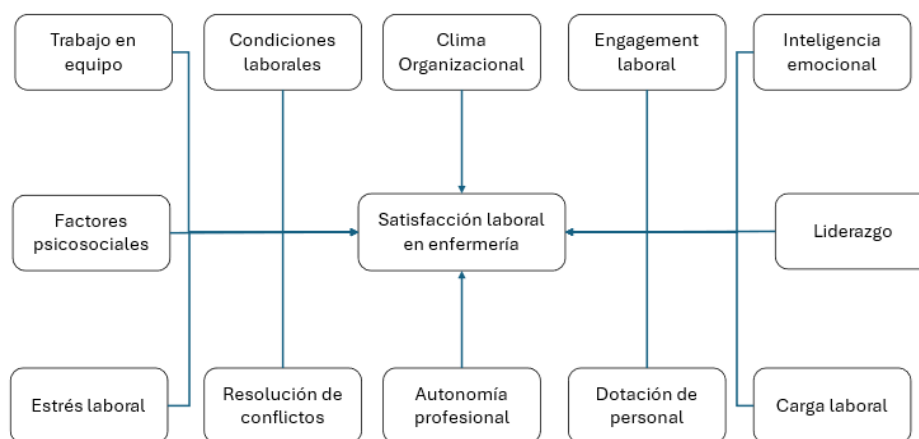 Trabajo en
equipo
Condiciones
laborales
Clima
Organizacional
Engagement
laboral
Inteligencia
emocional
Factores
psicosociales
Satisfacción laboral
en enfermería
Liderazgo
Estrés laboral
Resolución de
conflictos
Autonomía
profesional
Dotación de
personal
Carga laboral